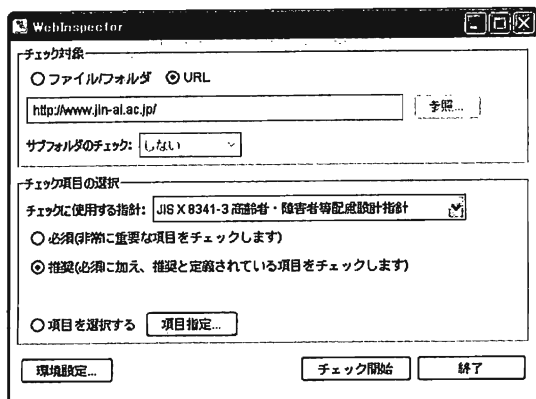 WebInspector
チェック対象
ファイル/フォルダ URL
http://www.jin-ai.ac.jp/ 参照...
サブフォルダのチェック: しない
チェック項目の選択
チェックに使用する指針: JIS X 8341-3 高齢者・障害者等配慮設計指針
必須(非常に重要な項目をチェックします)
推奨(必須に加え、推奨と定義されている項目をチェックします)
項目を選択する 項目指定...
環境設定... チェック開始 終了